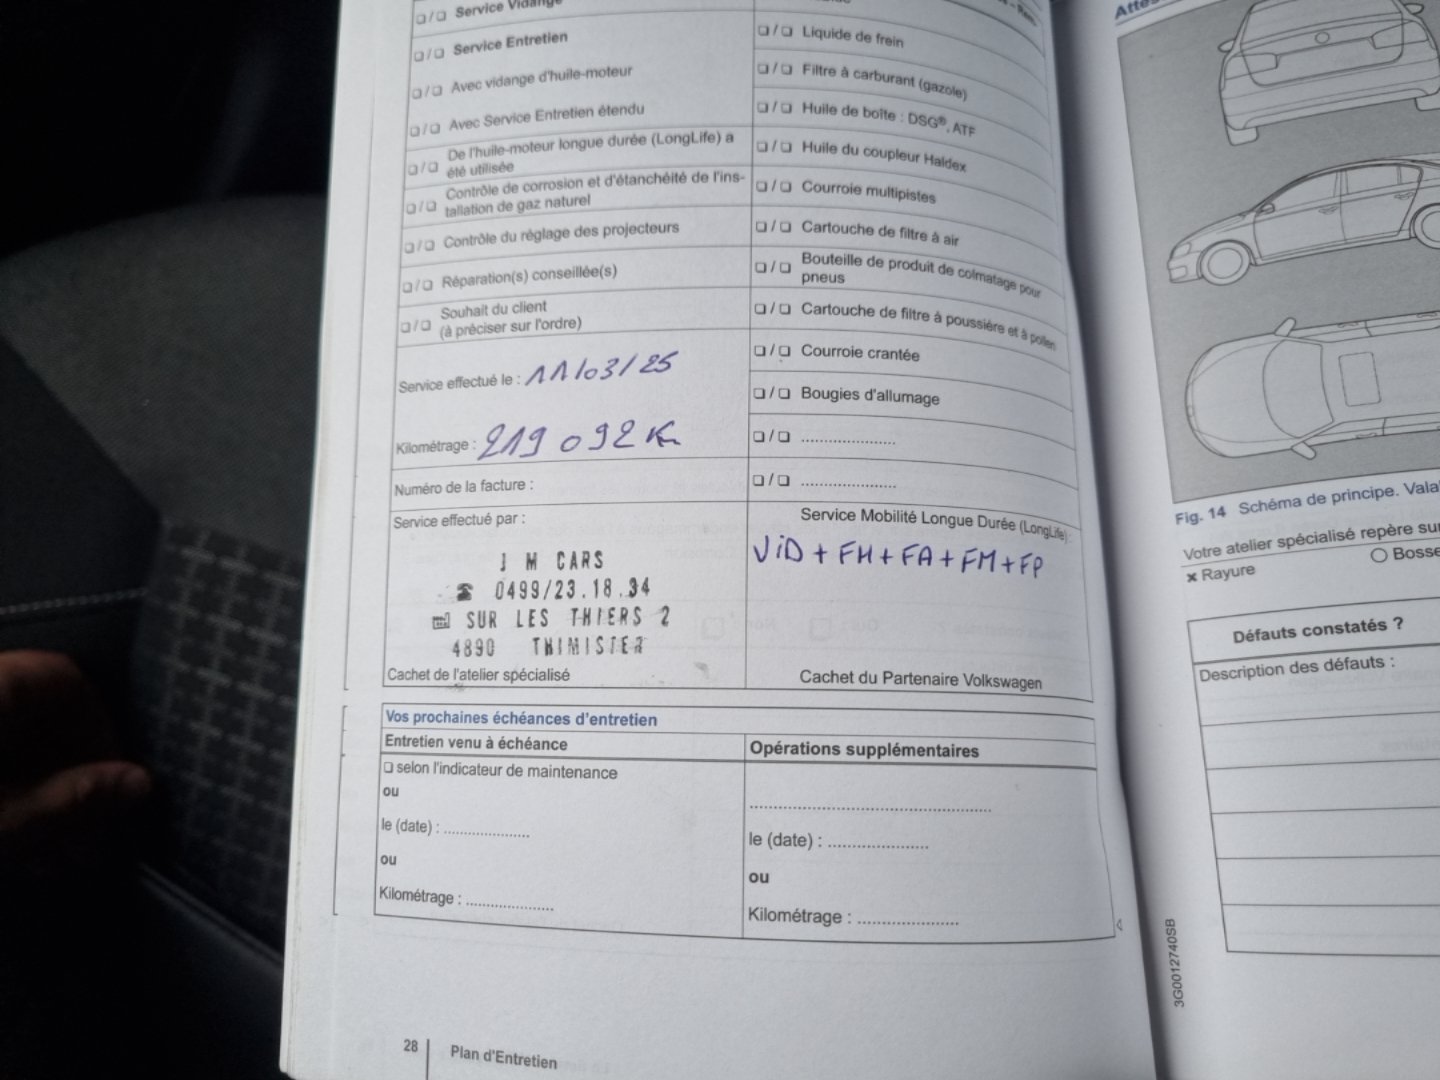 ❏ / ❏ Service Vidange
❏ / ❏ Service Entretien
❏ / ❏ Avec vidange d'huile-moteur
❏ / ❏ Avec Service Entretien étendu
❏ / ❏ De l'huile-moteur longue durée (LongLife) a
été utilisée
❏ / ❏ Contrôle de corrosion et d'étanchéité de l'ins-
tallation de gaz naturel
❏ / ❏ Contrôle du réglage des projecteurs
❏ / ❏ Réparation(s) conseillée(s)
❏ / ❏ Souhait du client
(à préciser sur l'ordre)
Service effectué le : 11/03/25
Kilométrage : 219 092 K
Numéro de la facture :
Service effectué par :
J M CARS
☎ 0499/23.18.34
SUR LES THIERS 2
4890 THIMISTER
Cachet de l'atelier spécialisé
❏ / ❏ Liquide de frein
❏ / ❏ Filtre à carburant (gazole)
❏ / ❏ Huile de boîte : DSG®, ATF
❏ / ❏ Huile du coupleur Haldex
❏ / ❏ Courroie multipistes
❏ / ❏ Cartouche de filtre à air
❏ / ❏ Bouteille de produit de colmatage pour
pneus
❏ / ❏ Cartouche de filtre à poussière et à pollen
❏ / ❏ Courroie crantée
❏ / ❏ Bougies d'allumage
❏ / ❏ ......................
❏ / ❏ ......................
Service Mobilité Longue Durée (LongLife) :
ViD + FH + FA + FM + FP
Cachet du Partenaire Volkswagen
Vos prochaines échéances d'entretien
Entretien venu à échéance
❏ selon l'indicateur de maintenance
ou
le (date) : ....................
ou
Kilométrage : ....................
Opérations supplémentaires
..................................................
le (date) : .......................
ou
Kilométrage : .......................
28 Plan d'Entretien
Fig. 14 Schéma de principe.
Votre atelier spécialisé repère
× Rayure
○ Bosse
Défauts constatés ?
Description des défauts :
3G0012740SB